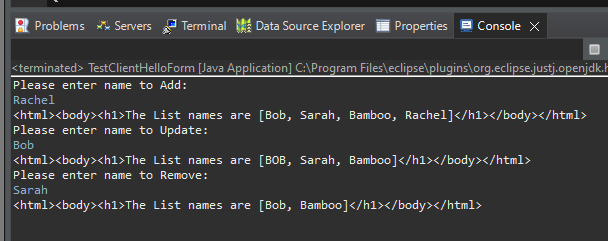 Problems Servers Terminal Data Source Explorer Properties Console
<terminated> TestClientHelloForm [Java Application] C:\Program Files\eclipse\plugins\org.eclipse.justj.openjdk.h
Please enter name to Add:
Rachel
<html><body><h1>The List names are [Bob, Sarah, Bamboo, Rachel]</h1></body></html>
Please enter name to Update:
Bob
<html><body><h1>The List names are [BOB, Sarah, Bamboo]</h1></body></html>
Please enter name to Remove:
Sarah
<html><body><h1>The List names are [Bob, Bamboo]</h1></body></html>